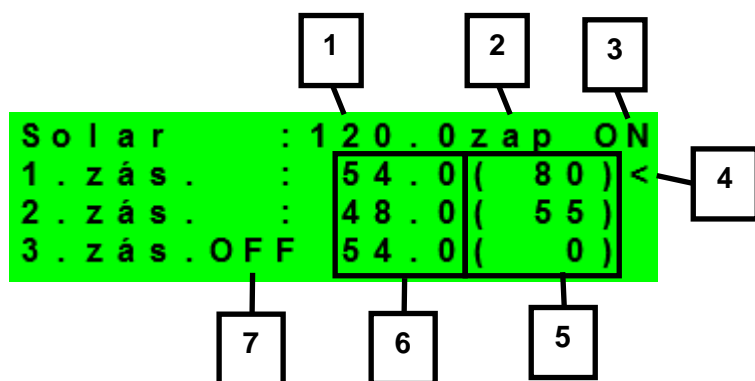 1 2 3
Solar :120.0zap ON
1.zás. : 54.0( 80)<
2.zás. : 48.0( 55)
3.zás.OFF 54.0( 0)
4
7 6 5